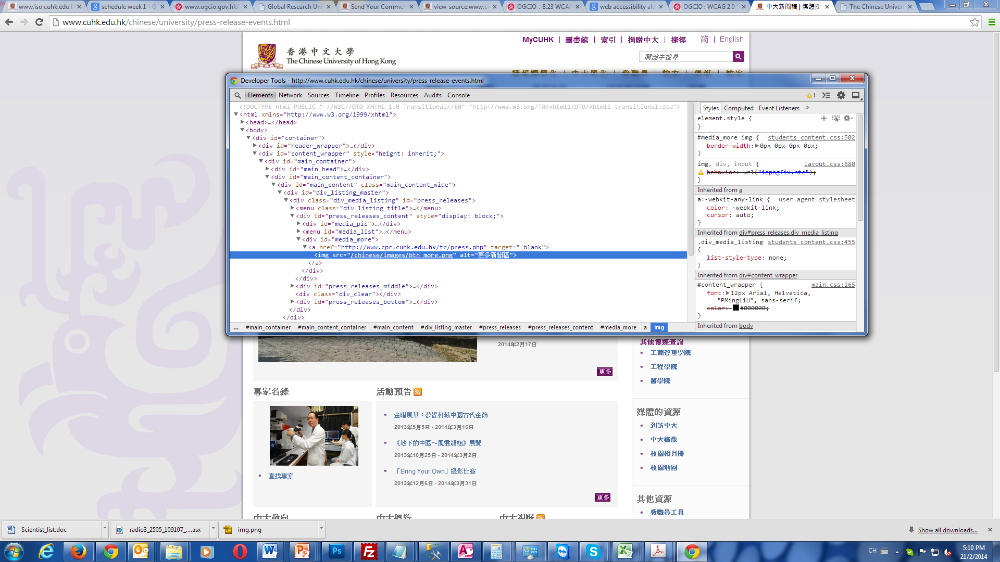 www.iso.cuhk.edu.h
schedule week 1 - G
www.ogcio.gov.hk/
Global Research Uni
Send Your Commen
view-source:www.c
OGCIO : 8.23 WCAG
web accessibility ale
OGCIO : WCAG 2.0
中大新聞稿 | 媒體採
The Chinese Univer
www.cuhk.edu.hk/chinese/university/press-release-events.html
MyCUHK | 圖書館 | 索引 | 捐贈中大 | 捷徑 简 | English
香港中文大學
The Chinese University of Hong Kong
關鍵字搜尋
Developer Tools - http://www.cuhk.edu.hk/chinese/university/press-release-events.html
Elements Network Sources Timeline Profiles Resources Audits Console
1
<!DOCTYPE html PUBLIC "-//W3C//DTD XHTML 1.0 Transitional//EN" "http://www.w3.org/TR/xhtml1/DTD/xhtml1-transitional.dtd">
<html xmlns="http://www.w3.org/1999/xhtml">
<head>…</head>
<body>
<div id="container">
<div id="header_wrapper">…</div>
<div id="content_wrapper" style="height: inherit;">
<div id="main_container">
<div id="main_head">…</div>
<div id="main_content_container">
<div id="main_content" class="main_content_wide">
<div id="div_listing_master">
<div class="div_media_listing" id="press_releases">
<menu class="div_listing_title">…</menu>
<div id="press_releases_content" style="display: block;">
<div id="media_pic">…</div>
<menu id="media_list">…</menu>
<div id="media_more">
<a href="http://www.cpr.cuhk.edu.hk/tc/press.php" target="_blank">
<img src="/chinese/images/btn_more.png" alt="更多新聞稿">
</a>
</div>
</div>
<div id="press_releases_middle">…</div>
<div class="div_clear"></div>
<div id="press_releases_bottom">…</div>
</div>
</div>
... #main_container #main_content_container #main_content #div_listing_master #press_releases #press_releases_content #media_more a img
Styles Computed Event Listeners »
element.style {
}
#media_more img { students_content.css:502
border-width: 0px 0px 0px 0px;
}
img, div, input { layout.css:680
behavior: url("iepngfix.htc");
}
Inherited from a
a:-webkit-any-link { user agent stylesheet
color: -webkit-link;
cursor: auto;
}
Inherited from div#press_releases.div_media_listing
.div_media_listing students_content.css:455
{
list-style-type: none;
}
Inherited from div#content_wrapper
#content_wrapper { main.css:165
font: 12px Arial, Helvetica,
"PMingLiU", sans-serif;
color: #000000;
}
Inherited from body
2014年2月17日
更多
專家名錄
查找專家
活動預告
金曜風華：夢蝶軒藏中國古代金飾
2013年5月5日 - 2014年3月16日
《地下的中國～鳳翥龍翔》展覽
2013年10月25日 - 2014年3月2日
「Bring Your Own」攝影比賽
2013年12月6日 - 2014年3月31日
更多
其他傳媒查詢
工商管理學院
工程學院
醫學院
媒體的資源
到訪中大
中大錄像
校園相片冊
校園地圖
其他資源
教職員工具
中大動向
中大概覽
中大視野
Scientist_list.doc
radio3_2505_109107_....asx
img.png
Show all downloads...
CH
5:10 PM
21/2/2014